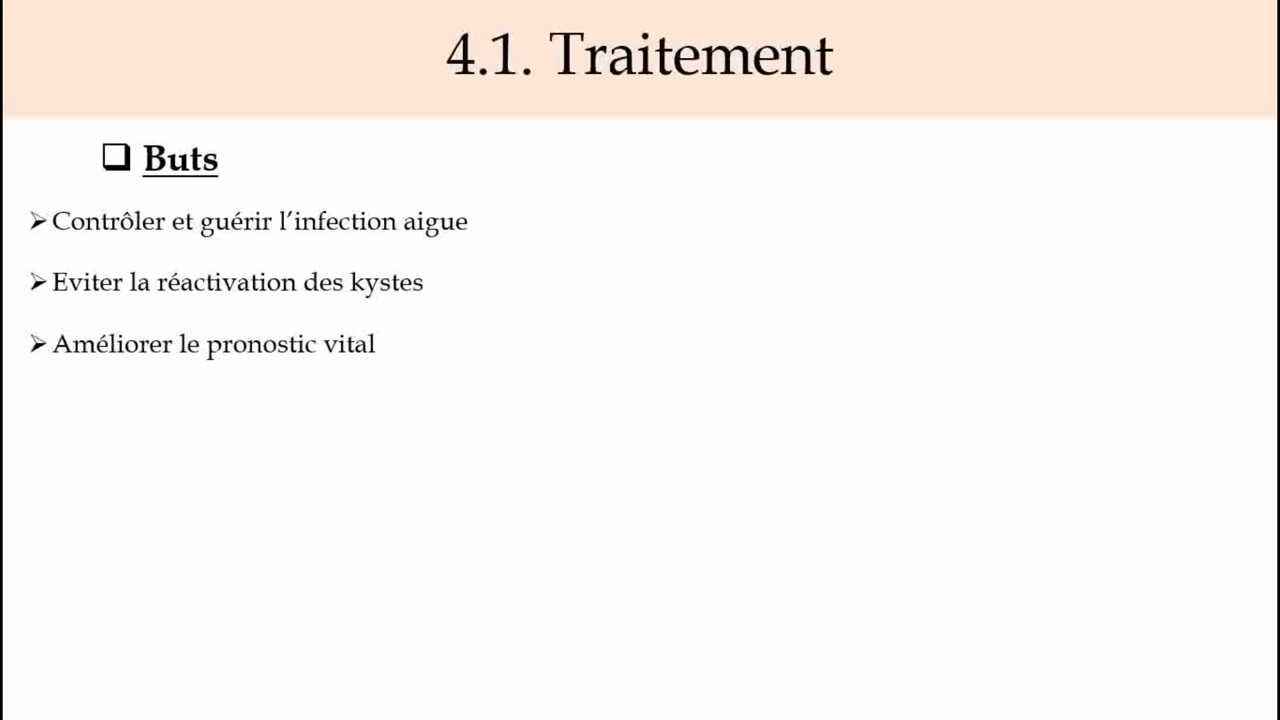 4.1. Traitement
❑ Buts
➢Contrôler et guérir l’infection aigue
➢Eviter la réactivation des kystes
➢Améliorer le pronostic vital